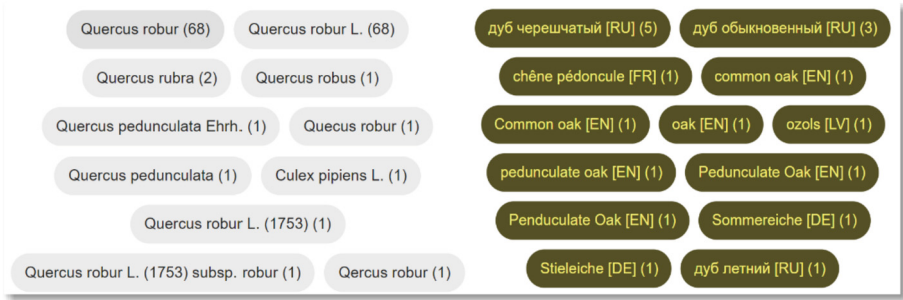 Quercus robur (68) Quercus robur L. (68)
Quercus rubra (2) Quercus robus (1)
Quercus pedunculata Ehrh. (1) Quecus robur (1)
Quercus pedunculata (1) Culex pipiens L. (1)
Quercus robur L. (1753) (1)
Quercus robur L. (1753) subsp. robur (1) Qercus robur (1)
дуб черешчатый [RU] (5) дуб обыкновенный [RU] (3)
chêne pédoncule [FR] (1) common oak [EN] (1)
Common oak [EN] (1) oak [EN] (1) ozols [LV] (1)
pedunculate oak [EN] (1) Pedunculate Oak [EN] (1)
Penduculate Oak [EN] (1) Sommereiche [DE] (1)
Stieleiche [DE] (1) дуб летний [RU] (1)